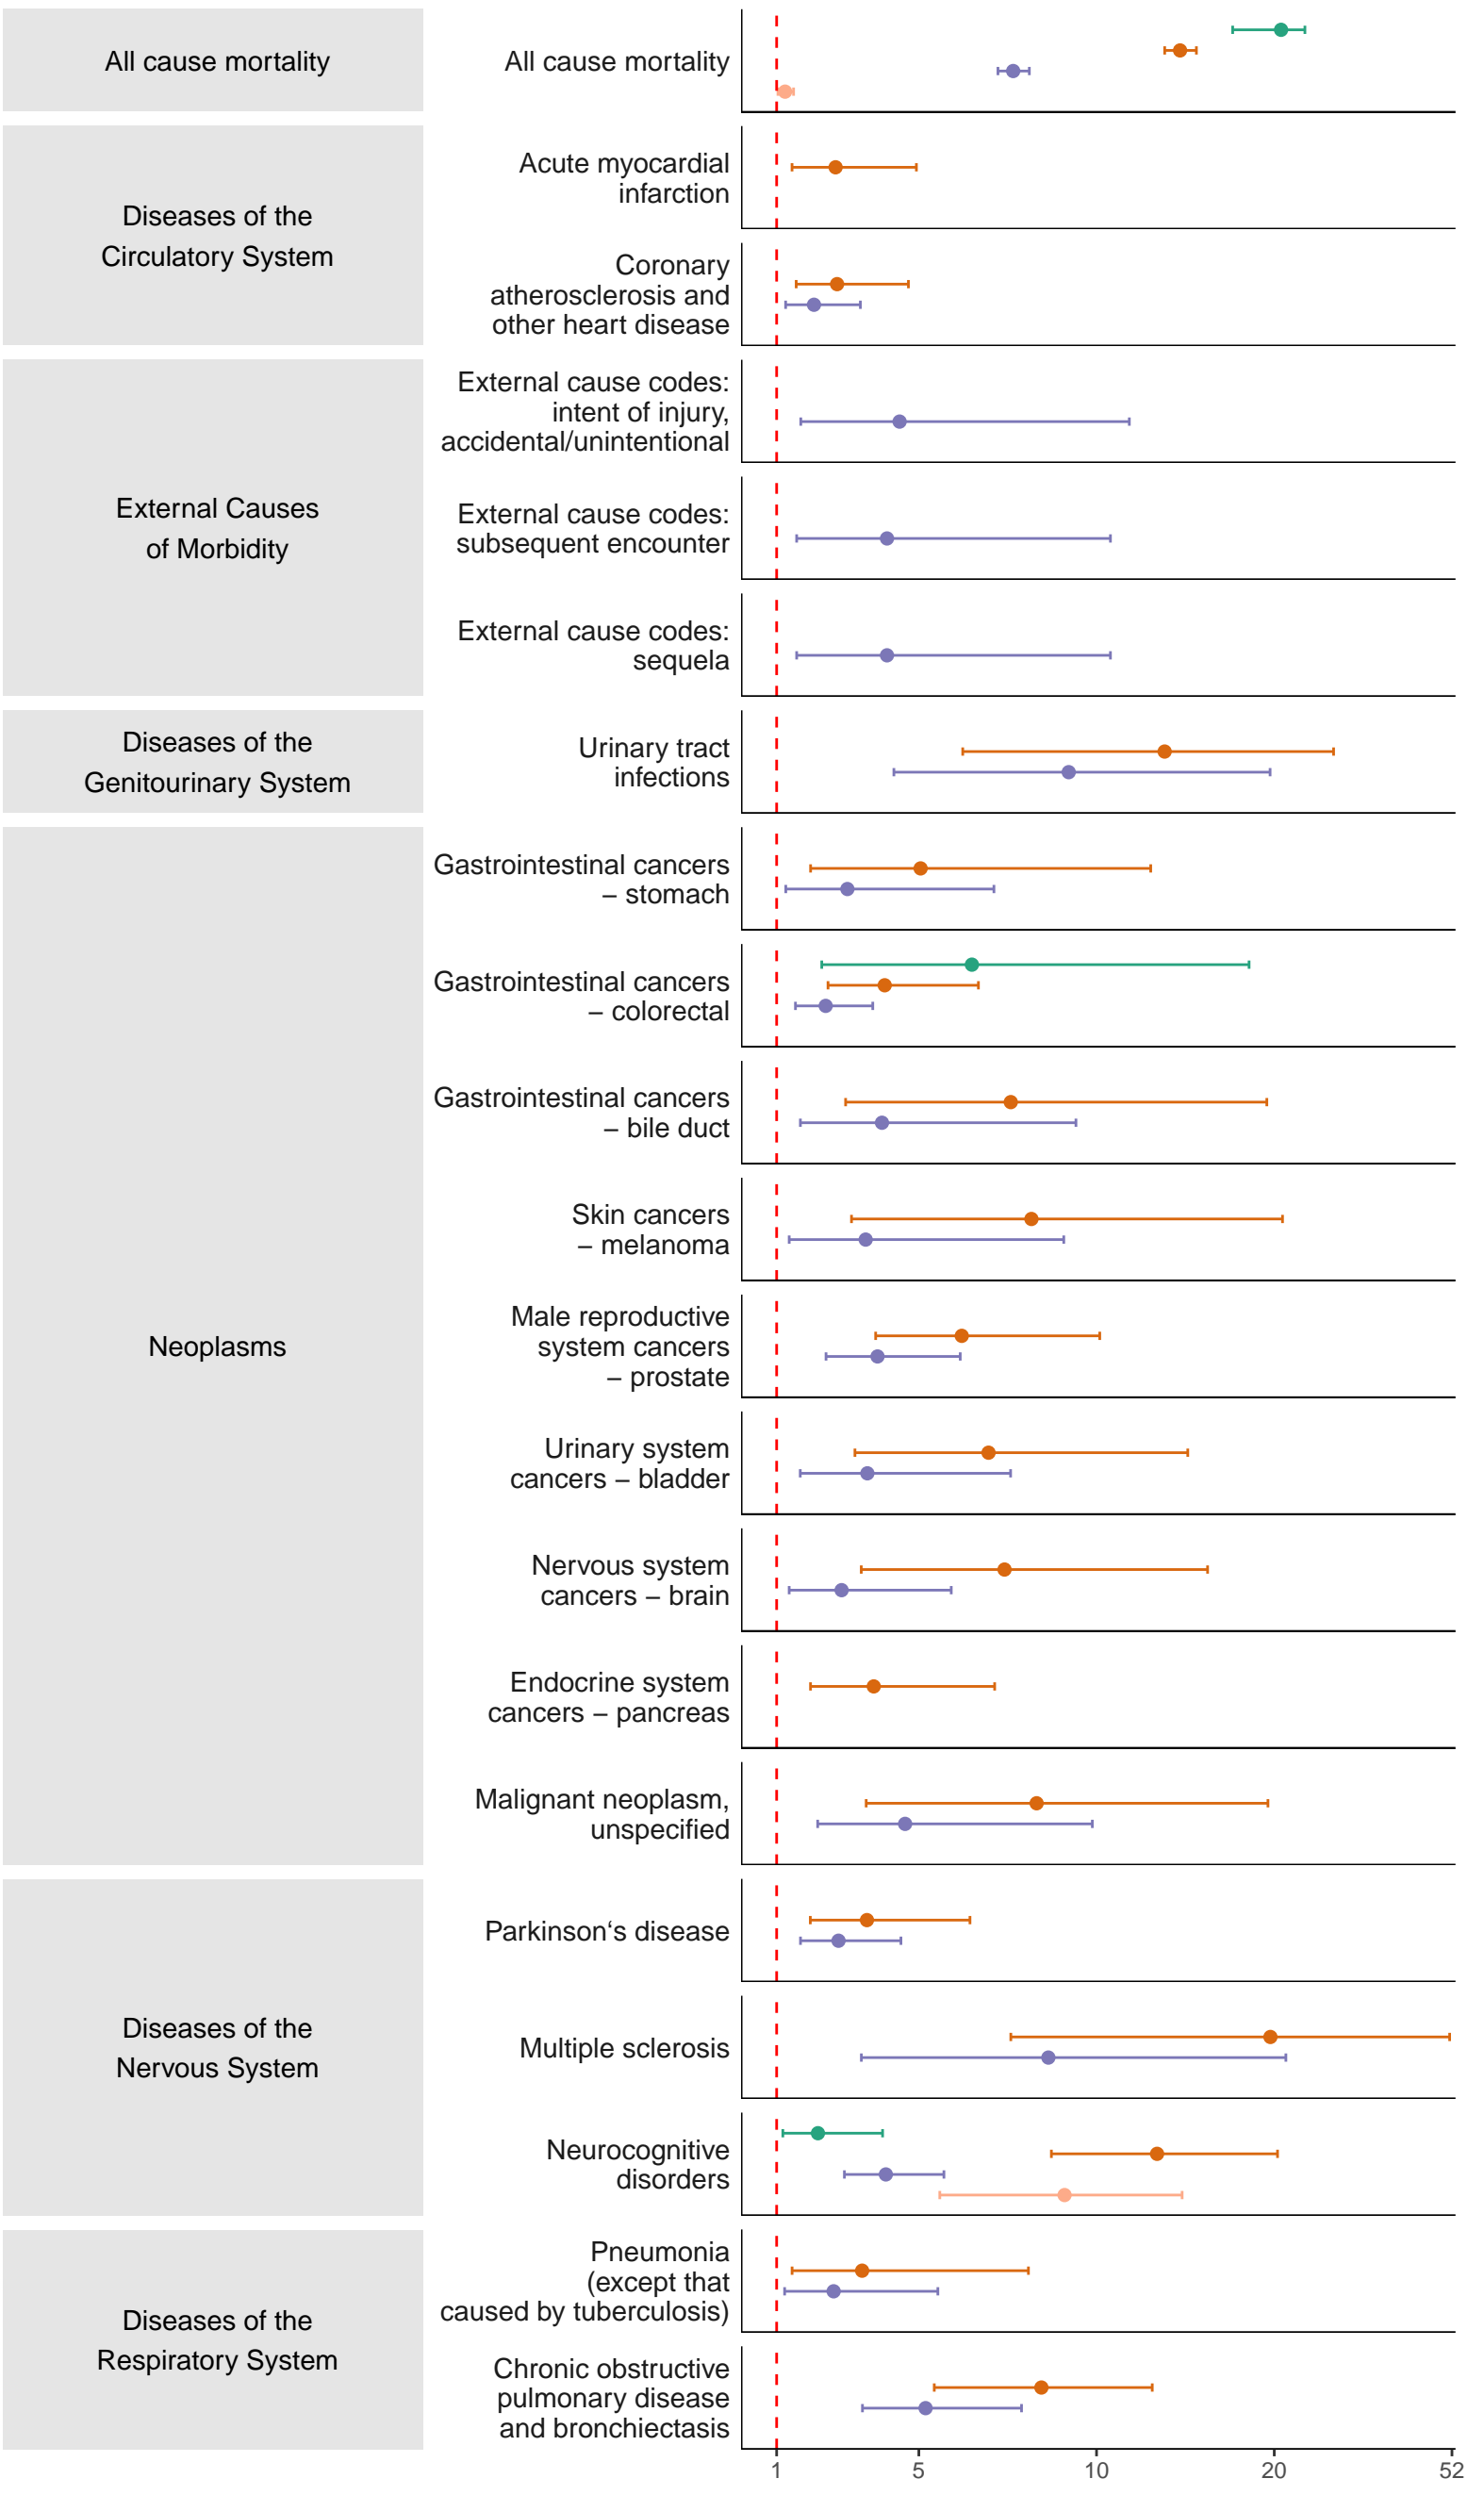 All cause mortality
All cause mortality
Diseases of the
Circulatory System
Acute myocardial
infarction
Coronary
atherosclerosis and
other heart disease
External Causes
of Morbidity
External cause codes:
intent of injury,
accidental/unintentional
External cause codes:
subsequent encounter
External cause codes:
sequela
Diseases of the
Genitourinary System
Urinary tract
infections
Neoplasms
Gastrointestinal cancers
– stomach
Gastrointestinal cancers
– colorectal
Gastrointestinal cancers
– bile duct
Skin cancers
– melanoma
Male reproductive
system cancers
– prostate
Urinary system
cancers – bladder
Nervous system
cancers – brain
Endocrine system
cancers – pancreas
Malignant neoplasm,
unspecified
Diseases of the
Nervous System
Parkinson‘s disease
Multiple sclerosis
Neurocognitive
disorders
Diseases of the
Respiratory System
Pneumonia
(except that
caused by tuberculosis)
Chronic obstructive
pulmonary disease
and bronchiectasis
1 5 10 20 52